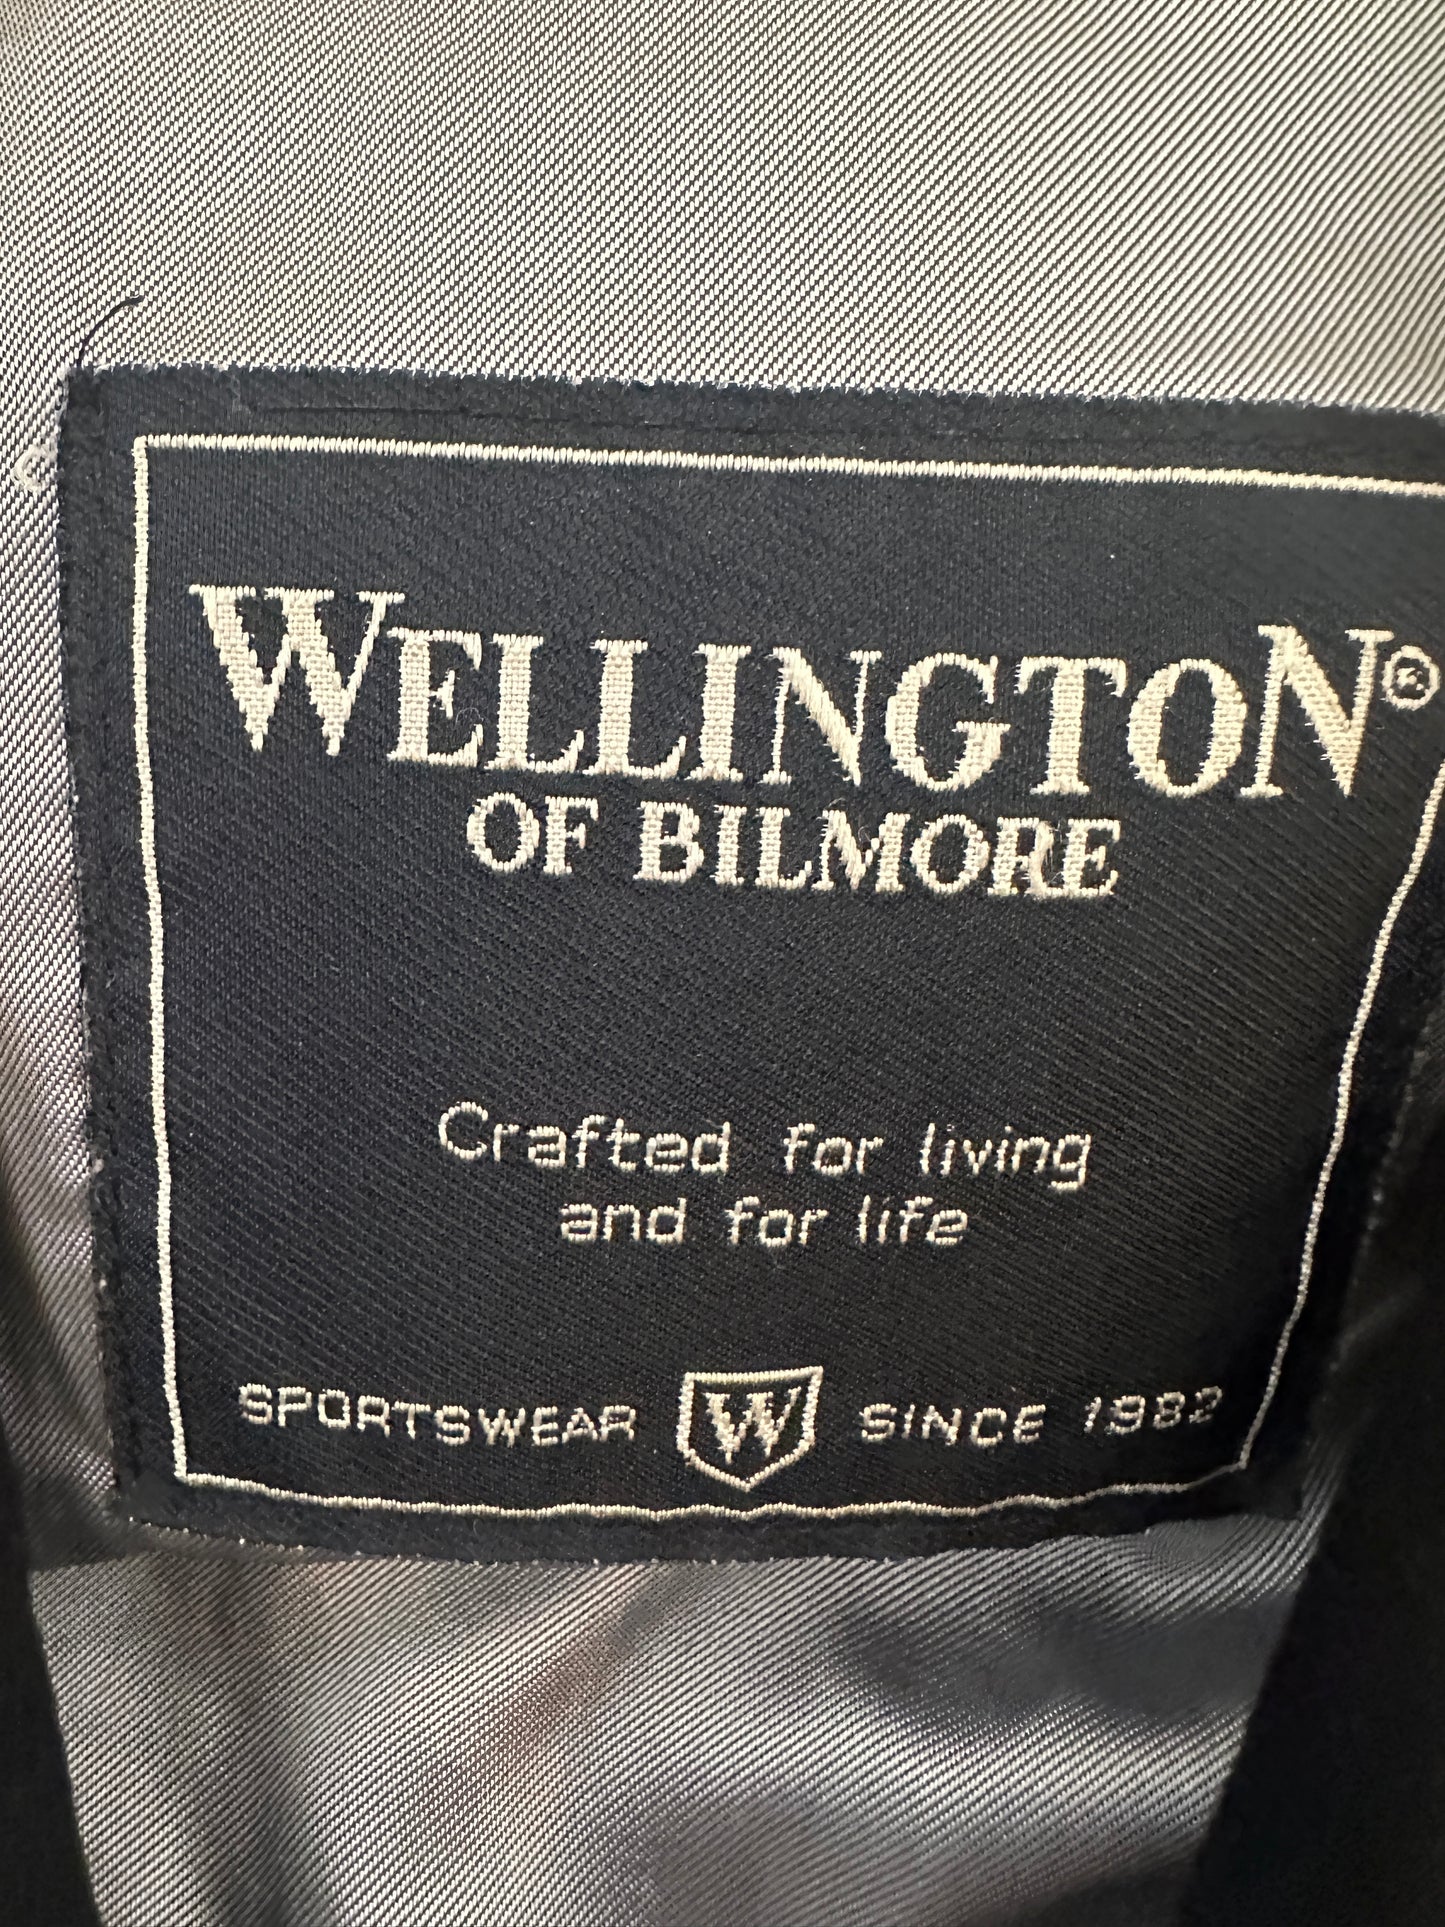 WELLINGTON®
OF BILMORE
Crafted for living
and for life
SPORTSWEAR W SINCE 1982